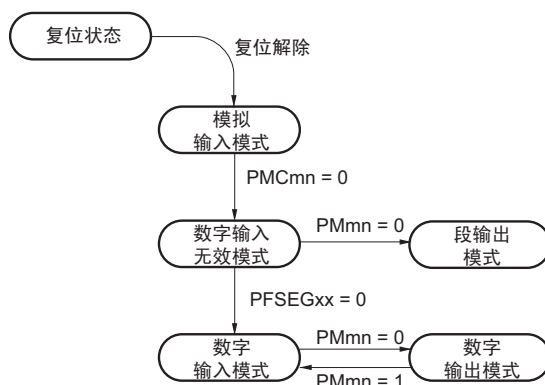 复位状态
复位解除
模拟
输入模式
PMCmn = 0
数字输入
无效模式
PMmn = 0
段输出
模式
PFSEGxx = 0
数字
输入模式
PMmn = 0
数字
输出模式
PMmn = 1